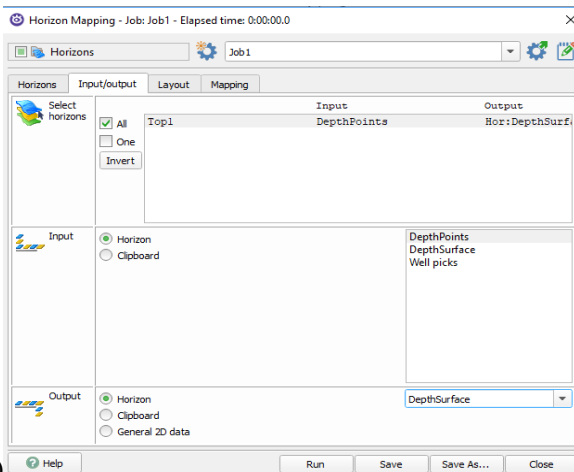 Horizon Mapping - Job: Job1 - Elapsed time: 0:00:00.0
Horizons Job1
Horizons Input/output Layout Mapping
Select horizons
Input Output
All
One
Invert
Top1 DepthPoints Hor:DepthSurf
Input
Horizon
Clipboard
DepthPoints
DepthSurface
Well picks
Output
Horizon
Clipboard
General 2D data
DepthSurface
Help Run Save Save As... Close